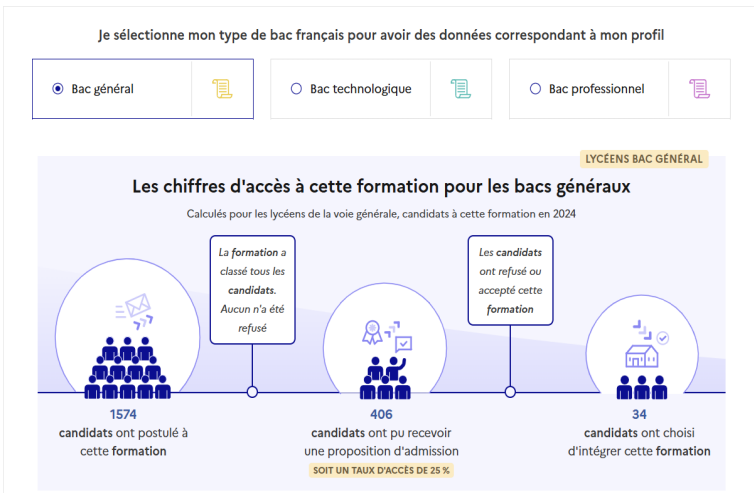 Je sélectionne mon type de bac français pour avoir des données correspondant à mon profil
Bac général
Bac technologique
Bac professionnel
LYCÉENS BAC GÉNÉRAL
Les chiffres d'accès à cette formation pour les bacs généraux
Calculés pour les lycéens de la voie générale, candidats à cette formation en 2024
La formation a
classé tous les
candidats.
Aucun n'a été
refusé
Les candidats
ont refusé ou
accepté cette
formation
1574
candidats ont postulé à
cette formation
406
candidats ont pu recevoir
une proposition d'admission
SOIT UN TAUX D'ACCÈS DE 25 %
34
candidats ont choisi
d'intégrer cette formation